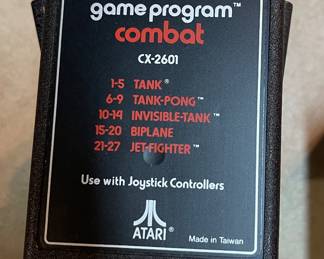 game program™
combat
CX-2601
1-5 TANK®
6-9 TANK-PONG™
10-14 INVISIBLE-TANK™
15-20 BIPLANE
21-27 JET-FIGHTER™
Use with Joystick Controllers
ATARI®
Made in Taiwan